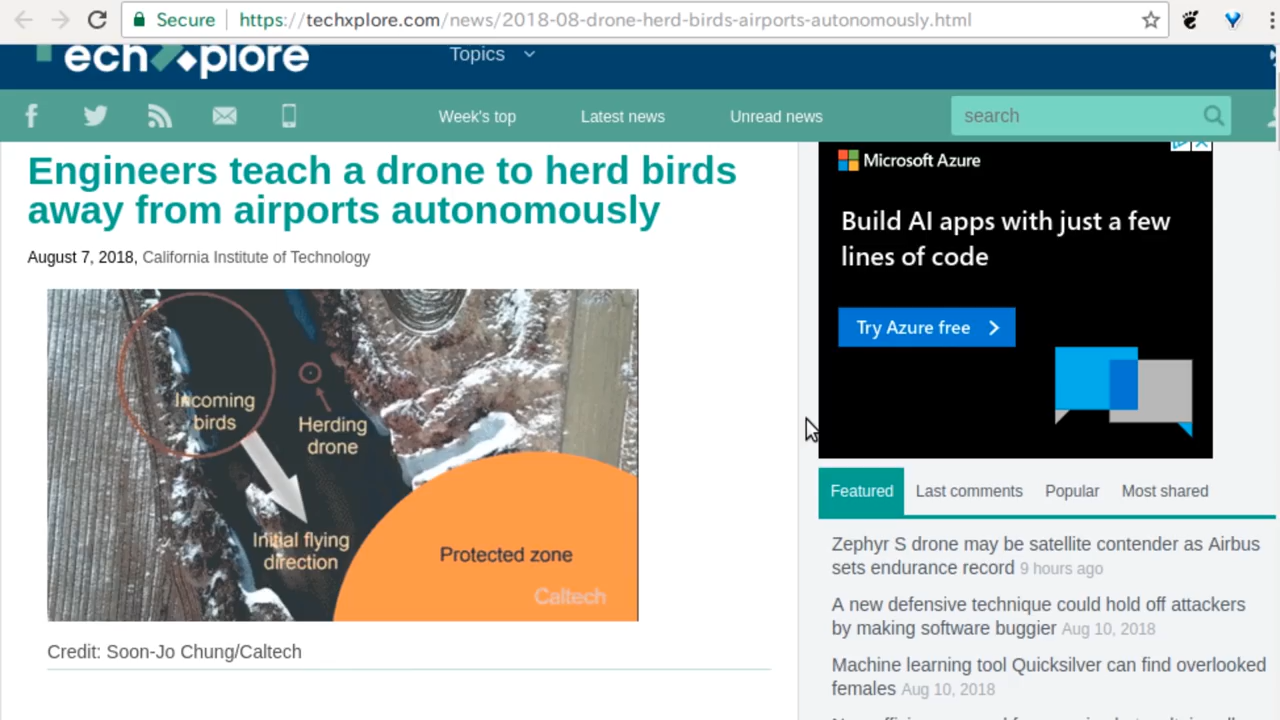 Secure https://techxplore.com/news/2018-08-drone-herd-birds-airports-autonomously.html
TechXplore Topics
Week's top Latest news Unread news search
Engineers teach a drone to herd birds
away from airports autonomously
August 7, 2018, California Institute of Technology
Incoming
birds
Herding
drone
Initial flying
direction
Protected zone
Caltech
Credit: Soon-Jo Chung/Caltech
Microsoft Azure
Build AI apps with just a few
lines of code
Try Azure free
Featured Last comments Popular Most shared
Zephyr S drone may be satellite contender as Airbus
sets endurance record 9 hours ago
A new defensive technique could hold off attackers
by making software buggier Aug 10, 2018
Machine learning tool Quicksilver can find overlooked
females Aug 10, 2018